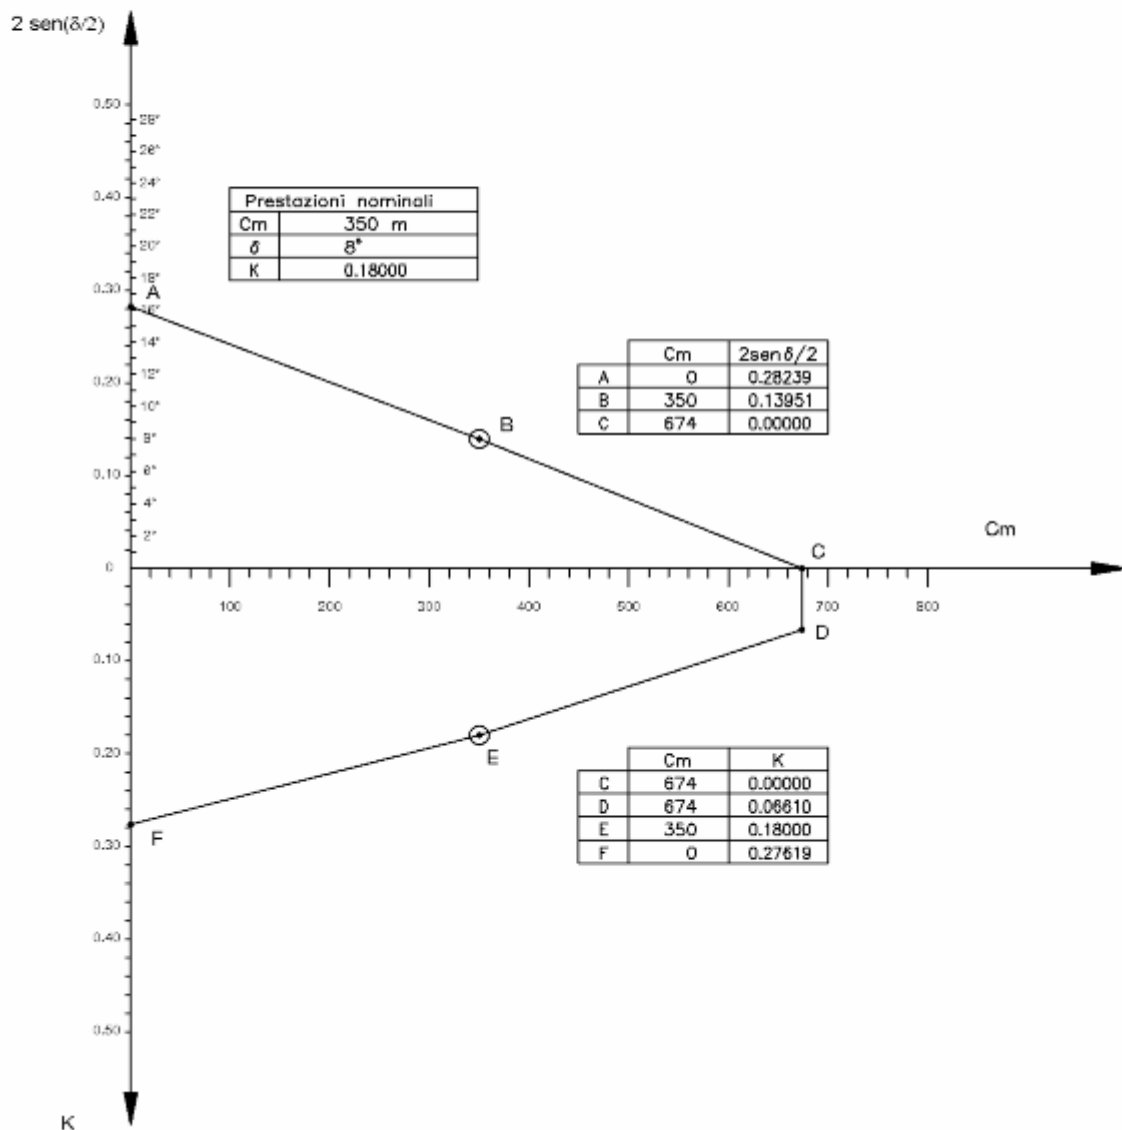 2 sen(δ/2)
0.50
28°
26°
24°
0.40
22°
20°
18°
0.30
16°
14°
12°
0.20
10°
8°
6°
0.10
4°
2°
0
Prestazioni nominali
Cm 350 m
δ 8°
K 0.18000
A
B
C
Cm 2senδ/2
A 0 0.28239
B 350 0.13951
C 674 0.00000
Cm
100 200 300 400 500 600 700 800
D
E
F
0.10
0.20
0.30
0.40
0.50
Cm K
C 674 0.00000
D 674 0.06610
E 350 0.18000
F 0 0.27619
K